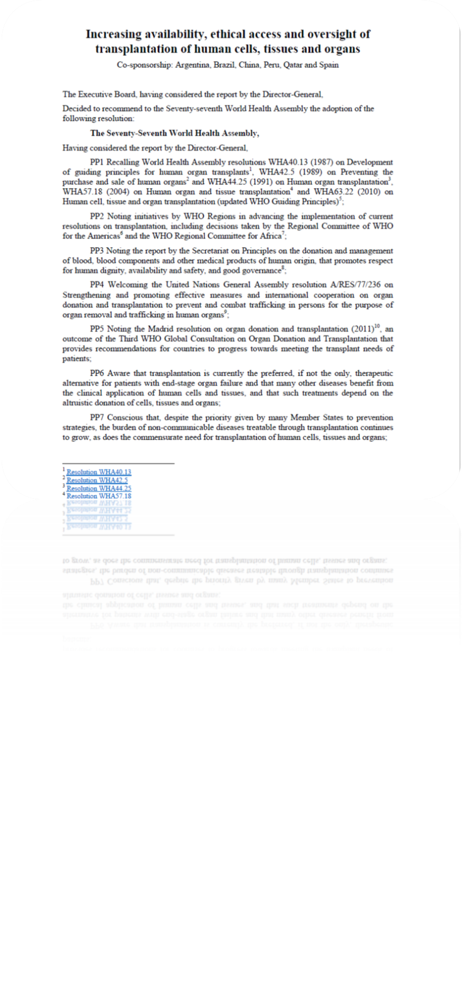 Increasing availability, ethical access and oversight of
transplantation of human cells, tissues and organs
Co-sponsorship: Argentina, Brazil, China, Peru, Qatar and Spain
The Executive Board, having considered the report by the Director-General,
Decided to recommend to the Seventy-seventh World Health Assembly the adoption of the
following resolution:
The Seventy-Seventh World Health Assembly,
Having considered the report by the Director-General,
PP1 Recalling World Health Assembly resolutions WHA40.13 (1987) on Development
of guiding principles for human organ transplants¹, WHA42.5 (1989) on Preventing the
purchase and sale of human organs² and WHA44.25 (1991) on Human organ transplantation³,
WHA57.18 (2004) on Human organ and tissue transplantation⁴ and WHA63.22 (2010) on
Human cell, tissue and organ transplantation (updated WHO Guiding Principles)⁵;
PP2 Noting initiatives by WHO Regions in advancing the implementation of current
resolutions on transplantation, including decisions taken by the Regional Committee of WHO
for the Americas⁶ and the WHO Regional Committee for Africa⁷;
PP3 Noting the report by the Secretariat on Principles on the donation and management
of blood, blood components and other medical products of human origin, that promotes respect
for human dignity, availability and safety, and good governance⁸;
PP4 Welcoming the United Nations General Assembly resolution A/RES/77/236 on
Strengthening and promoting effective measures and international cooperation on organ
donation and transplantation to prevent and combat trafficking in persons for the purpose of
organ removal and trafficking in human organs⁹;
PP5 Noting the Madrid resolution on organ donation and transplantation (2011)¹⁰, an
outcome of the Third WHO Global Consultation on Organ Donation and Transplantation that
provides recommendations for countries to progress towards meeting the transplant needs of
patients;
PP6 Aware that transplantation is currently the preferred, if not the only, therapeutic
alternative for patients with end-stage organ failure and that many other diseases benefit from
the clinical application of human cells and tissues, and that such treatments depend on the
altruistic donation of cells, tissues and organs;
PP7 Conscious that, despite the priority given by many Member States to prevention
strategies, the burden of non-communicable diseases treatable through transplantation continues
to grow, as does the commensurate need for transplantation of human cells, tissues and organs;
¹ Resolution WHA40.13
² Resolution WHA42.5
³ Resolution WHA44.25
⁴ Resolution WHA57.18